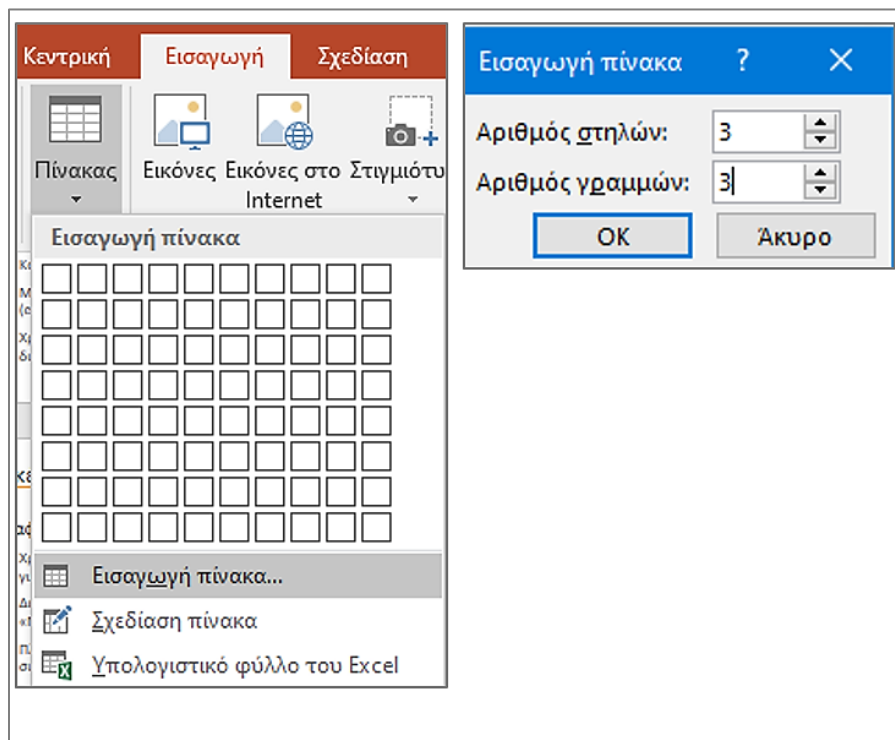 Κεντρική Εισαγωγή Σχεδίαση
Πίνακας Εικόνες Εικόνες στο Internet Στιγμιότυ
Εισαγωγή πίνακα
Εισαγωγή πίνακα...
Σχεδίαση πίνακα
Υπολογιστικό φύλλο του Excel
Εισαγωγή πίνακα ?
Αριθμός στηλών: 3
Αριθμός γραμμών: 3
OK Άκυρο